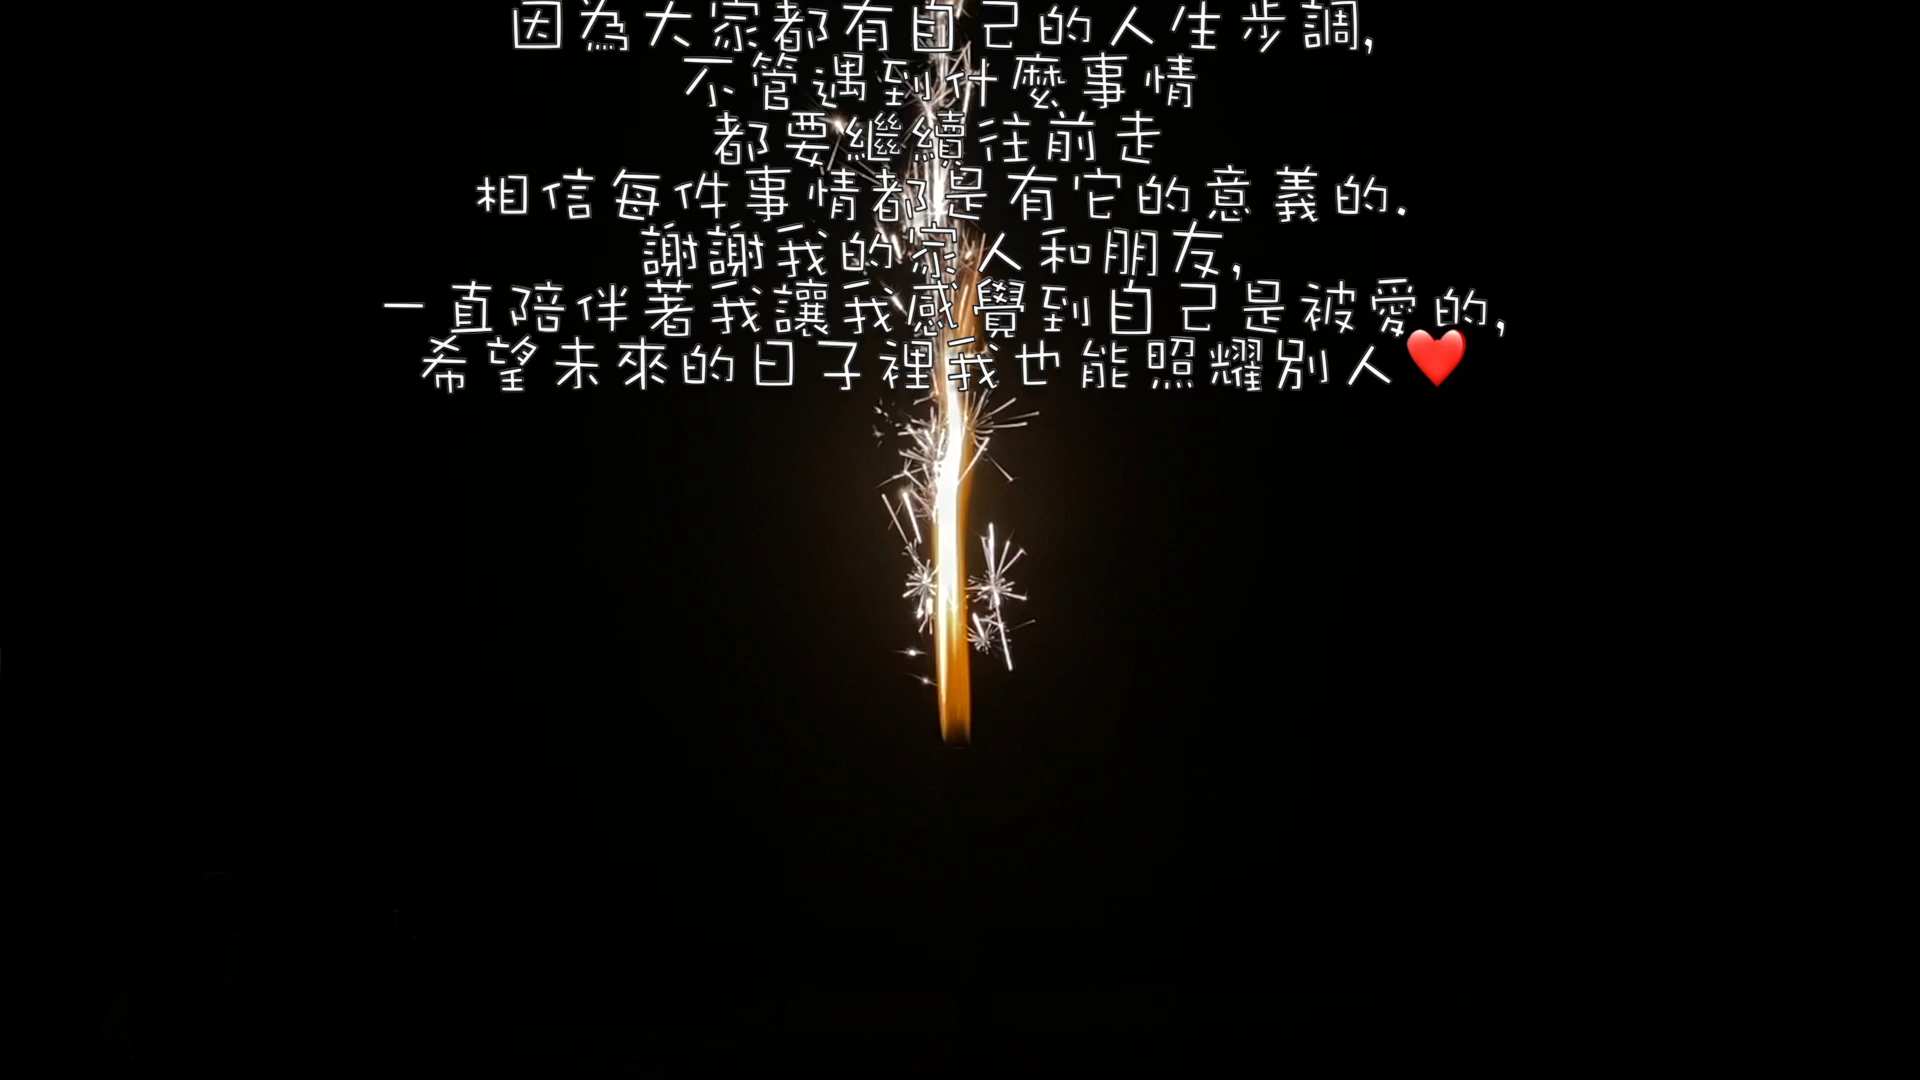 因為大家都有自己的人生步調,
不管遇到什麼事情
都要繼續往前走
相信每件事情都是有它的意義的.
謝謝我的家人和朋友,
一直陪伴著我讓我感覺到自己是被愛的,
希望未來的日子裡我也能照耀別人❤️